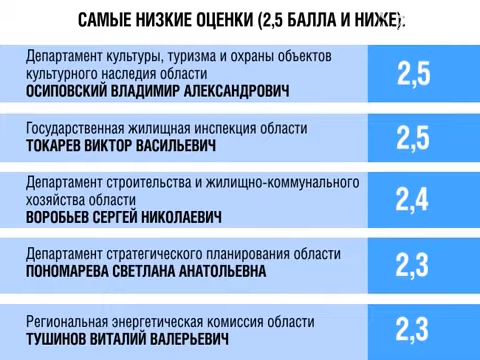 САМЫЕ НИЗКИЕ ОЦЕНКИ (2,5 БАЛЛА И НИЖЕ):
Департамент культуры, туризма и охраны объектов
культурного наследия области
ОСИПОВСКИЙ ВЛАДИМИР АЛЕКСАНДРОВИЧ
2,5
Государственная жилищная инспекция области
ТОКАРЕВ ВИКТОР ВАСИЛЬЕВИЧ
2,5
Департамент строительства и жилищно-коммунального
хозяйства области
ВОРОБЬЕВ СЕРГЕЙ НИКОЛАЕВИЧ
2,4
Департамент стратегического планирования области
ПОНОМАРЕВА СВЕТЛАНА АНАТОЛЬЕВНА
2,3
Региональная энергетическая комиссия области
ТУШИНОВ ВИТАЛИЙ ВАЛЕРЬЕВИЧ
2,3